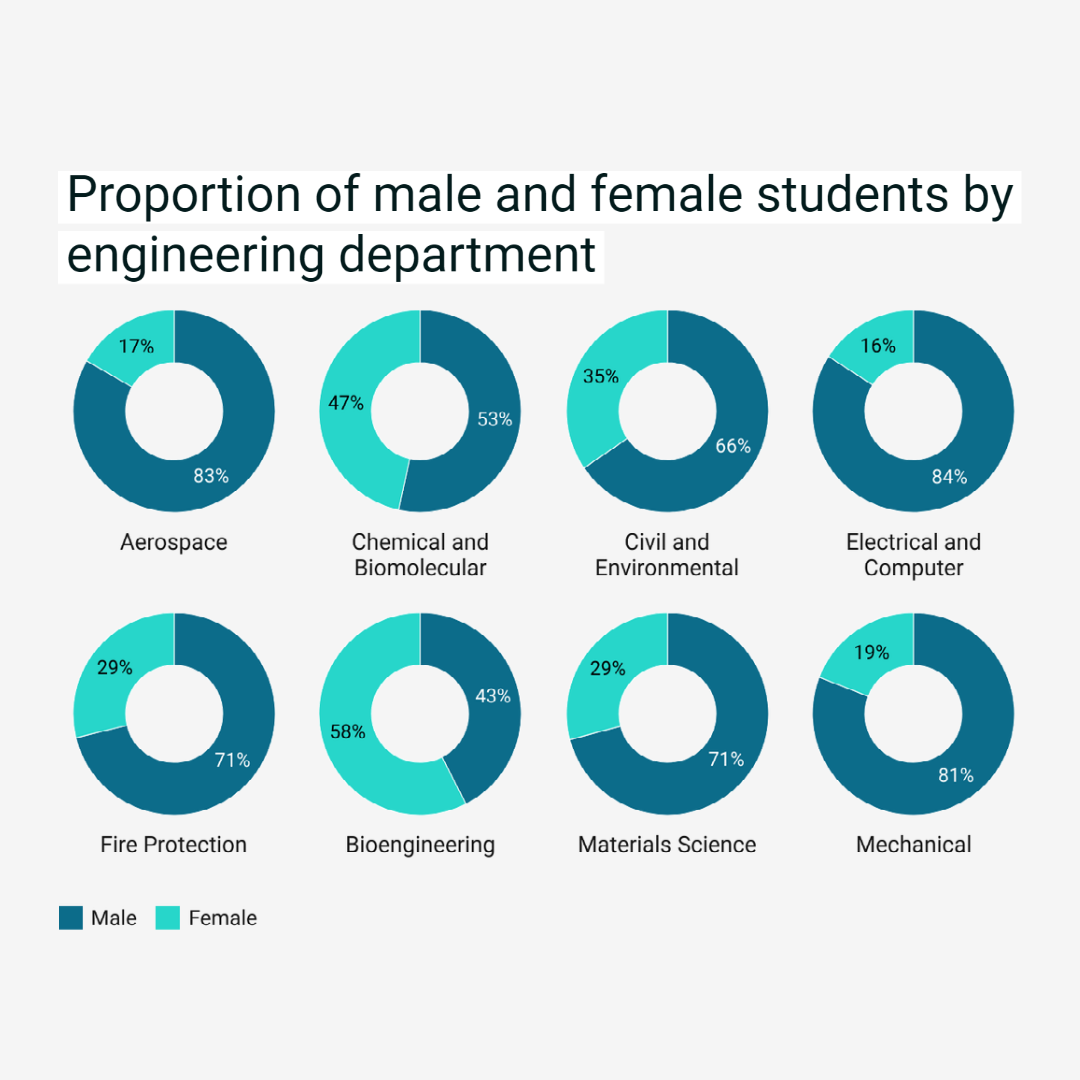 Proportion of male and female students by
engineering department
17%
83%
47%
53%
35%
66%
16%
84%
Aerospace
Chemical and
Biomolecular
Civil and
Environmental
Electrical and
Computer
29%
71%
58%
43%
29%
71%
19%
81%
Fire Protection
Bioengineering
Materials Science
Mechanical
Male
Female